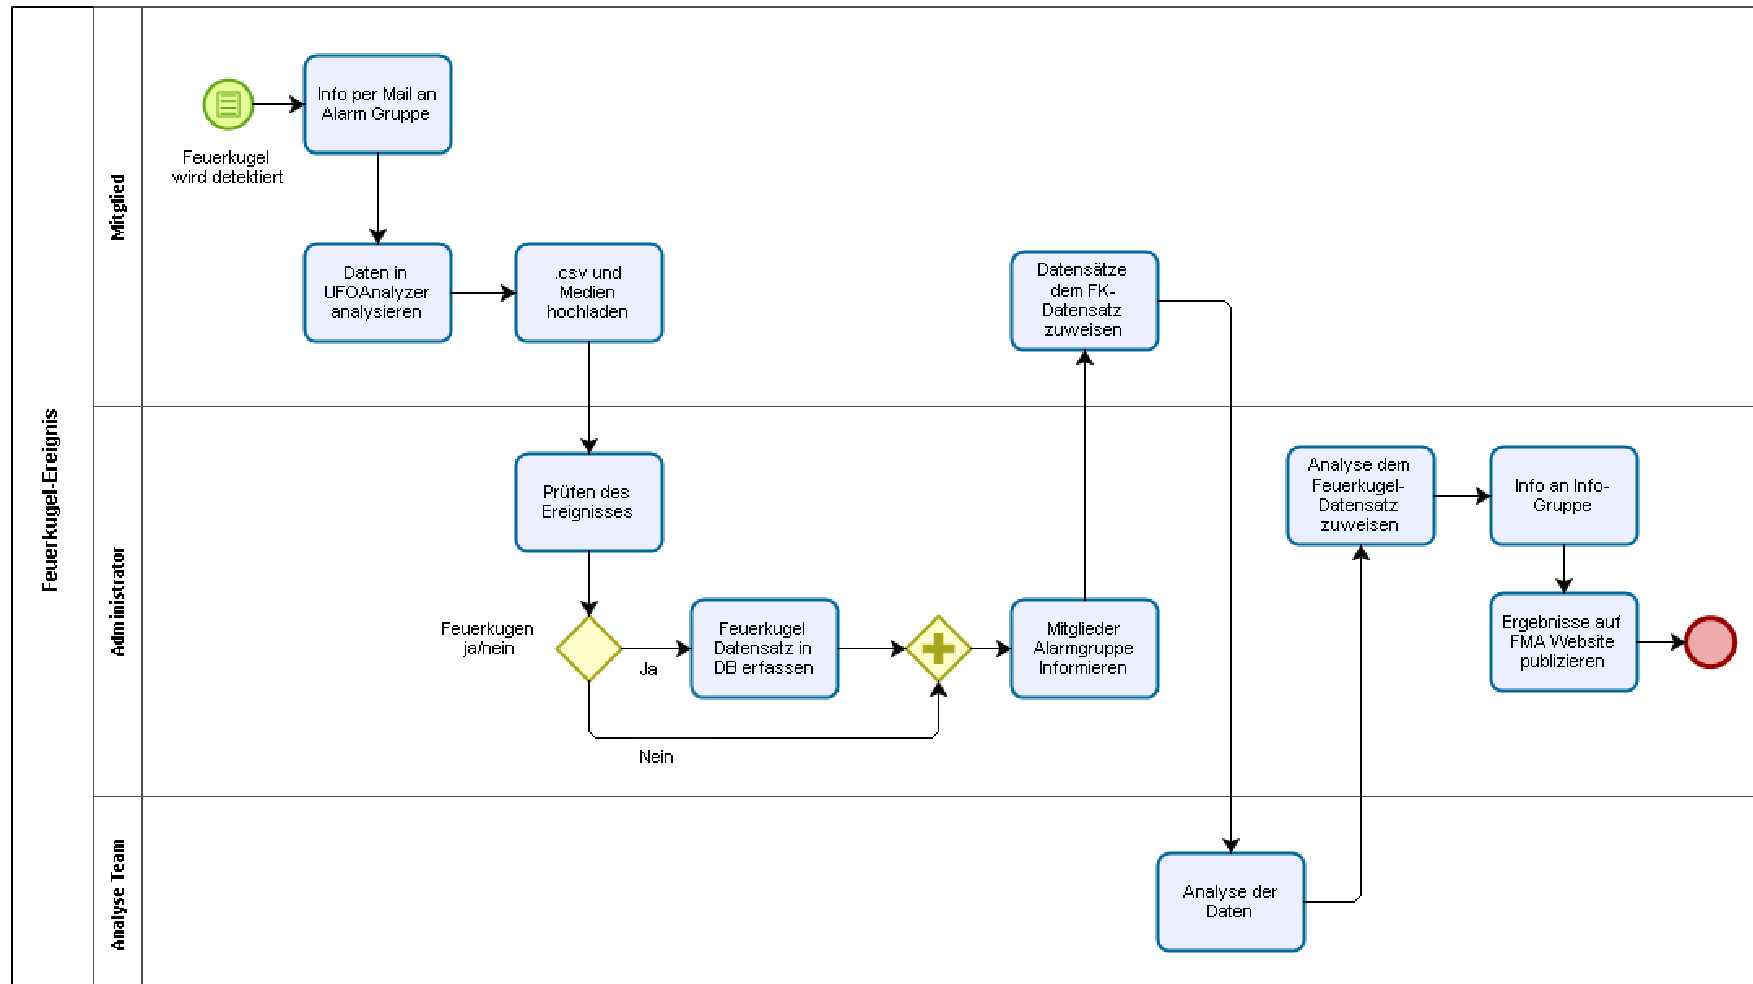 Feuerkugel-Ereignis
Mitglied
Feuerkugel
wird detektiert
Info per Mail an
Alarm Gruppe
Daten in
UFOAnalyzer
analysieren
.csv und
Medien
hochladen
Datensätze
dem FK-
Datensatz
zuweisen
Administrator
Prüfen des
Ereignisses
Feuerkugen
ja/nein
Ja
Nein
Feuerkugel
Datensatz in
DB erfassen
Mitglieder
Alarmgruppe
Informieren
Analyse dem
Feuerkugel-
Datensatz
zuweisen
Info an Info-
Gruppe
Ergebnisse auf
FMA Website
publizieren
Analyse Team
Analyse der
Daten